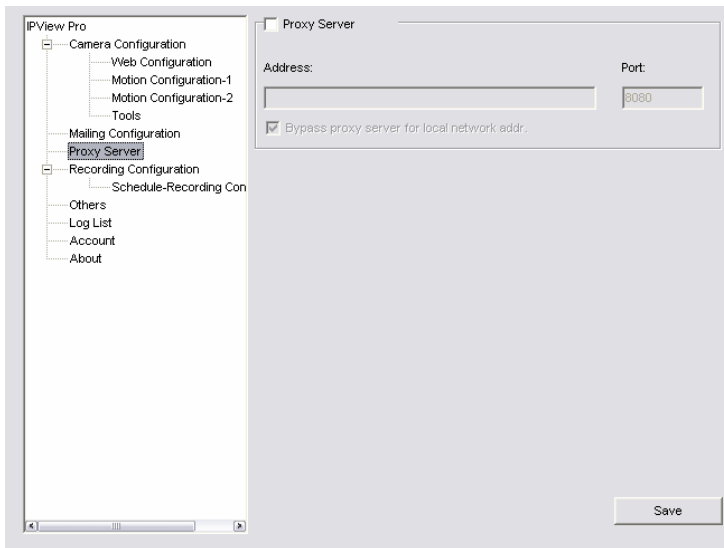 IPView Pro
Camera Configuration
Web Configuration
Motion Configuration-1
Motion Configuration-2
Tools
Mailing Configuration
Proxy Server
Recording Configuration
Schedule-Recording Con
Others
Log List
Account
About
Proxy Server
Address: Port:
8080
Bypass proxy server for local network addr.
Save